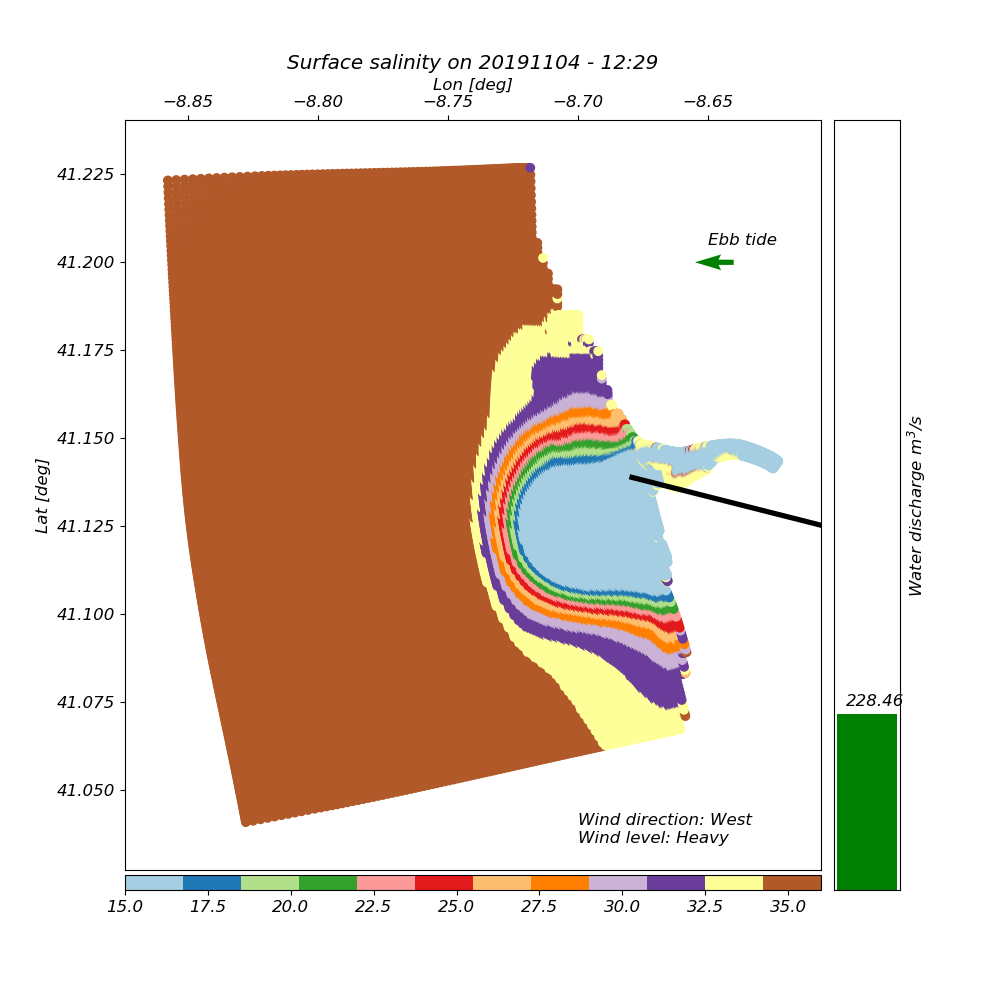 Surface salinity on 20191104 - 12:29
Lon [deg]
−8.85 −8.80 −8.75 −8.70 −8.65
41.225
41.200
41.175
41.150
41.125
41.100
41.075
41.050
Lat [deg]
Ebb tide
Wind direction: West
Wind level: Heavy
15.0 17.5 20.0 22.5 25.0 27.5 30.0 32.5 35.0
228.46
Water discharge m³/s